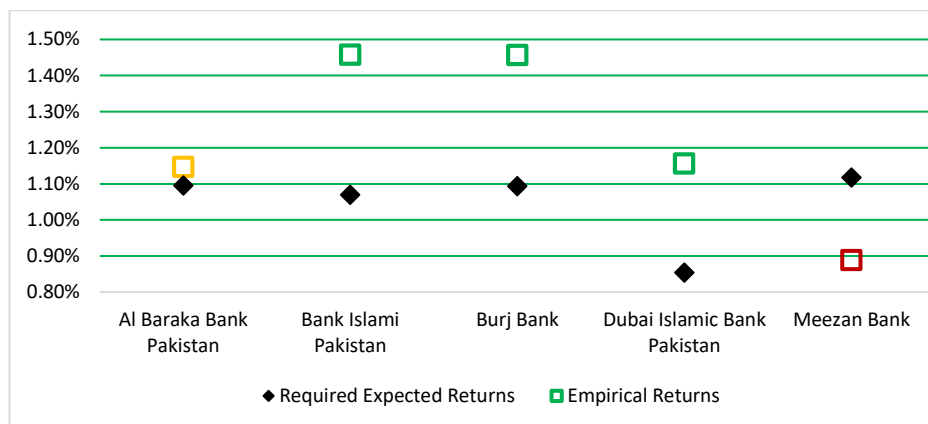 1.50%
1.40%
1.30%
1.20%
1.10%
1.00%
0.90%
0.80%
Al Baraka Bank
Pakistan
Bank Islami
Pakistan
Burj Bank
Dubai Islamic Bank
Pakistan
Meezan Bank
Required Expected Returns
Empirical Returns